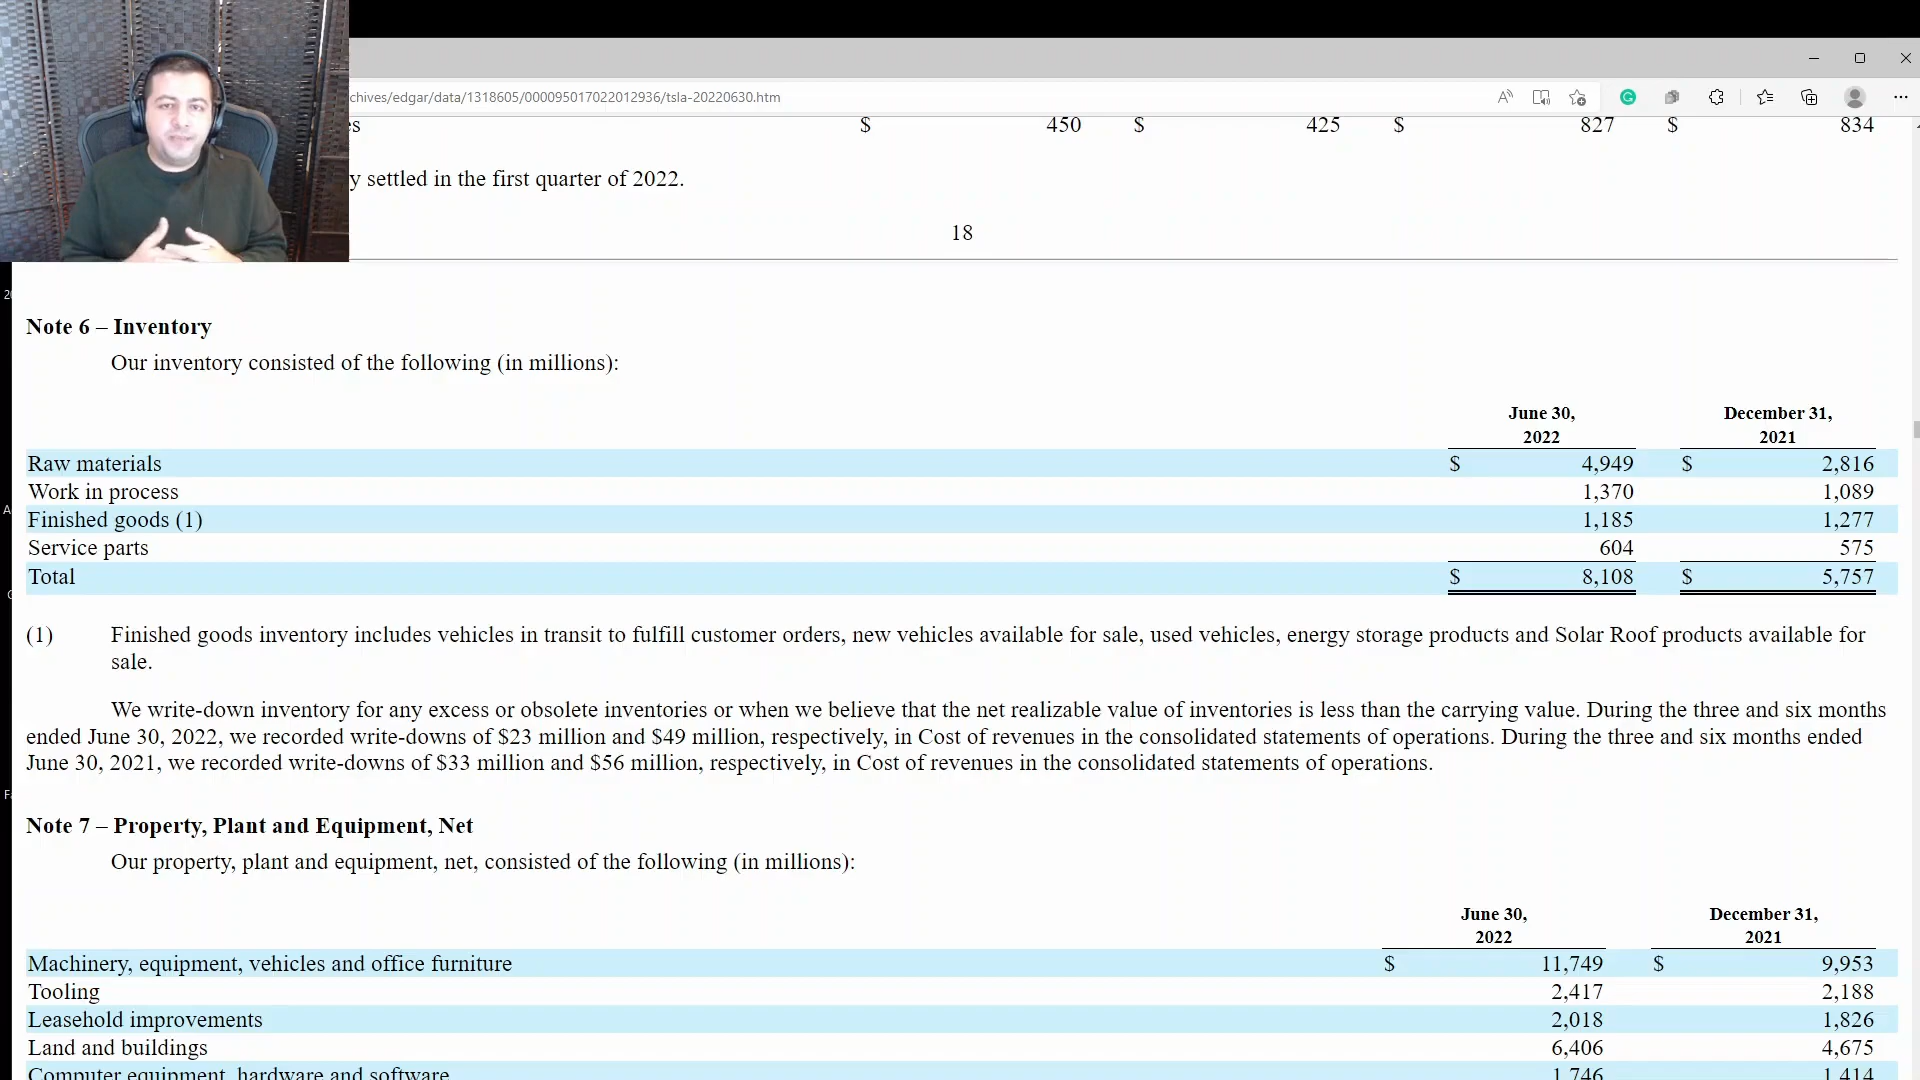 chives/edgar/data/1318605/000095017022012936/tsla-20220630.htm
es $ 450 $ 425 $ 827 $ 834
y settled in the first quarter of 2022.
18
Note 6 – Inventory
Our inventory consisted of the following (in millions):
June 30, December 31,
2022 2021
Raw materials $ 4,949 $ 2,816
Work in process 1,370 1,089
Finished goods (1) 1,185 1,277
Service parts 604 575
Total $ 8,108 $ 5,757
(1) Finished goods inventory includes vehicles in transit to fulfill customer orders, new vehicles available for sale, used vehicles, energy storage products and Solar Roof products available for
sale.
We write-down inventory for any excess or obsolete inventories or when we believe that the net realizable value of inventories is less than the carrying value. During the three and six months
ended June 30, 2022, we recorded write-downs of $23 million and $49 million, respectively, in Cost of revenues in the consolidated statements of operations. During the three and six months ended
June 30, 2021, we recorded write-downs of $33 million and $56 million, respectively, in Cost of revenues in the consolidated statements of operations.
Note 7 – Property, Plant and Equipment, Net
Our property, plant and equipment, net, consisted of the following (in millions):
June 30, December 31,
2022 2021
Machinery, equipment, vehicles and office furniture $ 11,749 $ 9,953
Tooling 2,417 2,188
Leasehold improvements 2,018 1,826
Land and buildings 6,406 4,675
Computer equipment, hardware and software 1,746 1,414